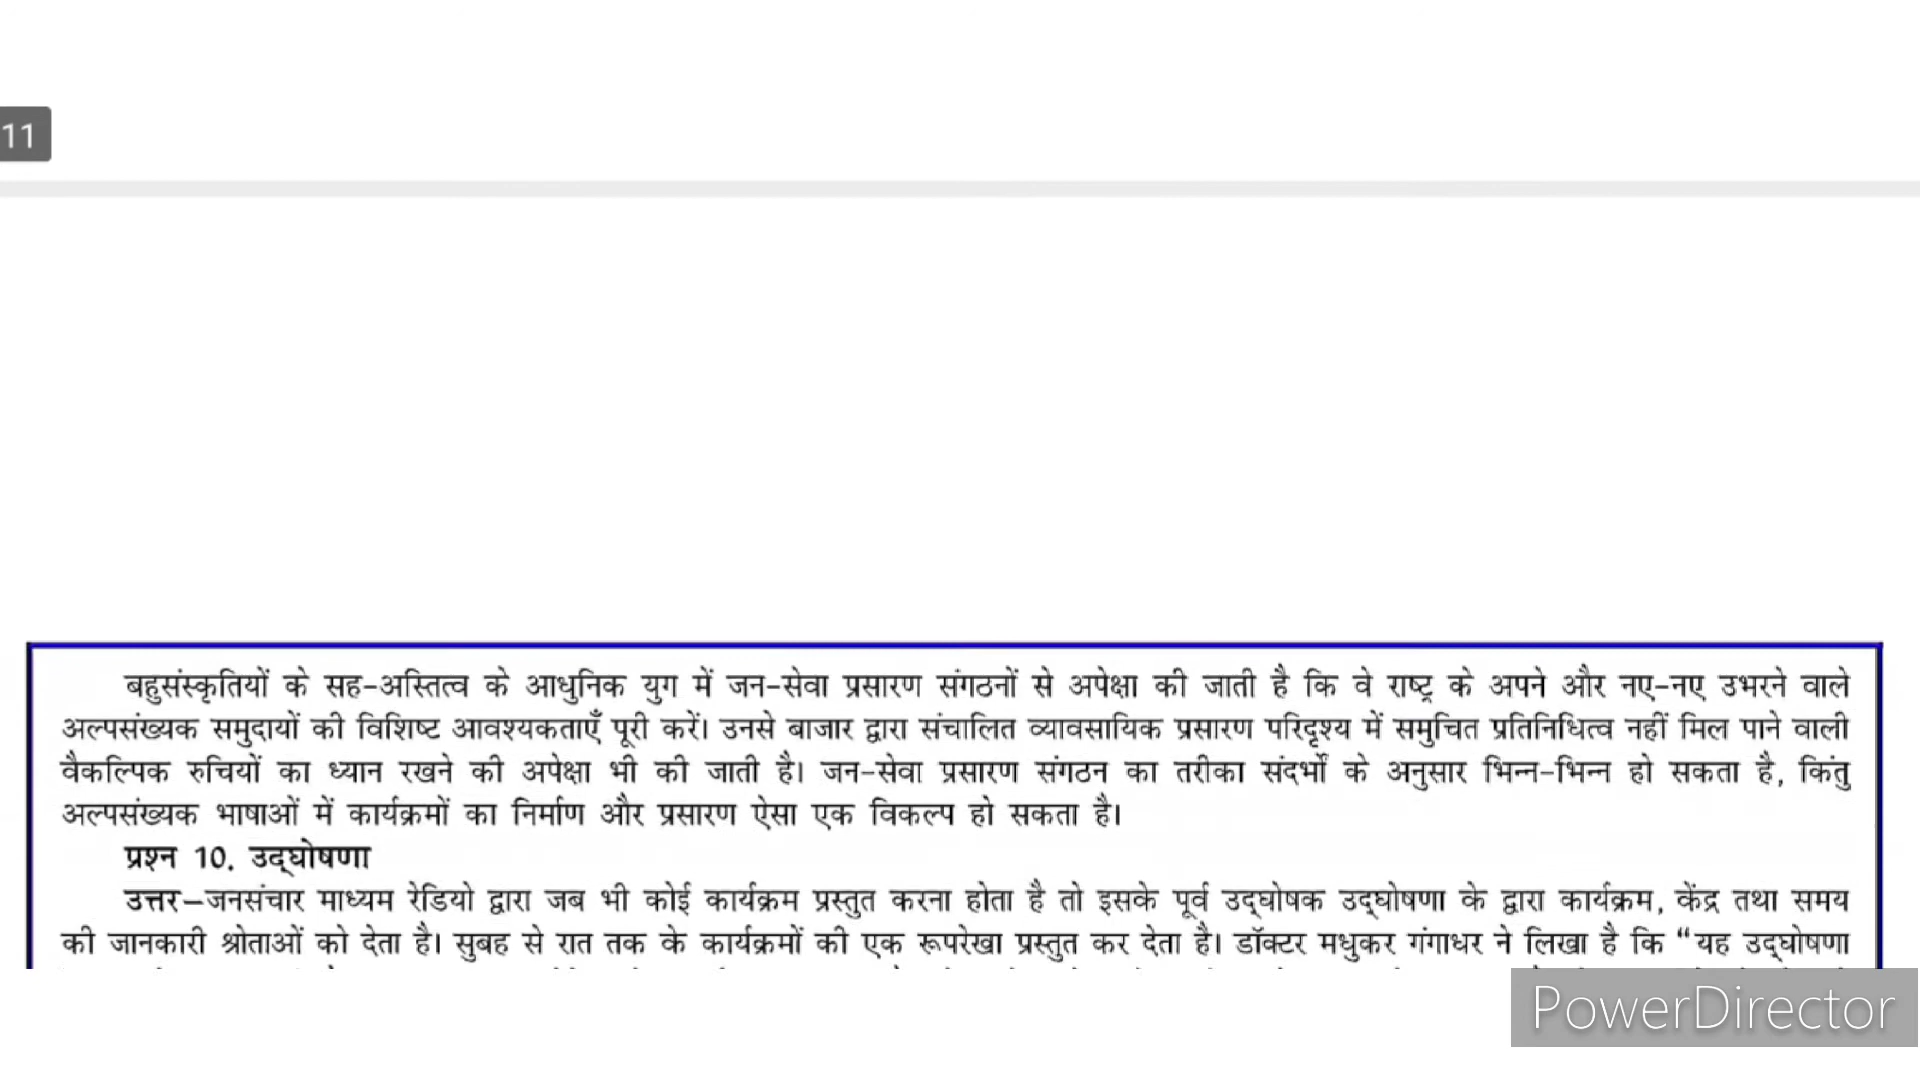 11
बहुसंस्कृतियों के सह-अस्तित्व के आधुनिक युग में जन-सेवा प्रसारण संगठनों से अपेक्षा की जाती है कि वे राष्ट्र के अपने और नए-नए उभरने वाले
अल्पसंख्यक समुदायों की विशिष्ट आवश्यकताएँ पूरी करें। उनसे बाजार द्वारा संचालित व्यावसायिक प्रसारण परिदृश्य में समुचित प्रतिनिधित्व नहीं मिल पाने वाली
वैकल्पिक रुचियों का ध्यान रखने की अपेक्षा भी की जाती है। जन-सेवा प्रसारण संगठन का तरीका संदर्भों के अनुसार भिन्न-भिन्न हो सकता है, किंतु
अल्पसंख्यक भाषाओं में कार्यक्रमों का निर्माण और प्रसारण ऐसा एक विकल्प हो सकता है।
प्रश्न 10. उद्घोषणा
उत्तर–जनसंचार माध्यम रेडियो द्वारा जब भी कोई कार्यक्रम प्रस्तुत करना होता है तो इसके पूर्व उद्घोषक उद्घोषणा के द्वारा कार्यक्रम, केंद्र तथा समय
की जानकारी श्रोताओं को देता है। सुबह से रात तक के कार्यक्रमों की एक रूपरेखा प्रस्तुत कर देता है। डॉक्टर मधुकर गंगाधर ने लिखा है कि “यह उद्घोषणा
PowerDirector